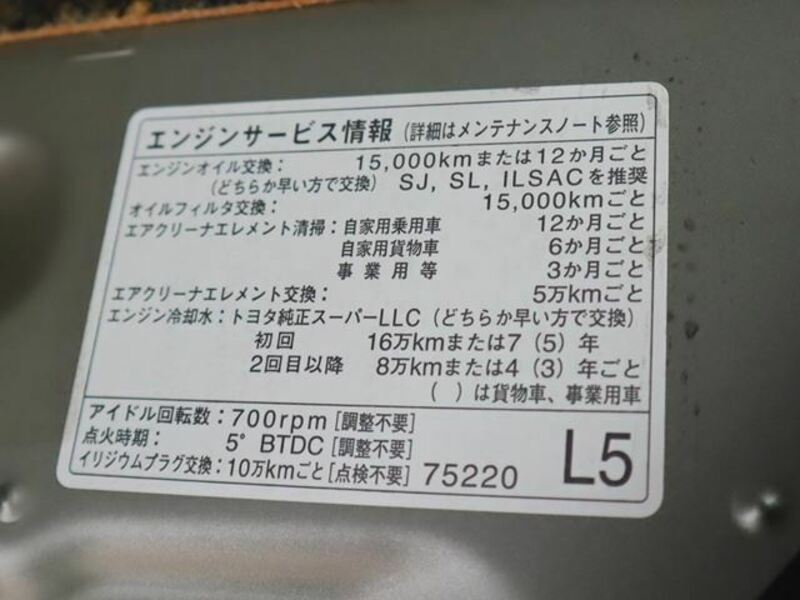 エンジンサービス情報 (詳細はメンテナンスノート参照)
エンジンオイル交換: 15,000kmまたは12か月ごと
(どちらか早い方で交換) SJ, SL, ILSACを推奨
オイルフィルタ交換: 15,000kmごと
エアクリーナエレメント清掃: 自家用乗用車 12か月ごと
自家用貨物車 6か月ごと
事業用等 3か月ごと
エアクリーナエレメント交換: 5万kmごと
エンジン冷却水: トヨタ純正スーパーLLC (どちらか早い方で交換)
初回 16万kmまたは7 (5) 年
2回目以降 8万kmまたは4 (3) 年ごと
( ) は貨物車、事業用車
アイドル回転数: 700rpm [調整不要]
点火時期: 5° BTDC [調整不要]
イリジウムプラグ交換: 10万kmごと [点検不要] 75220 L5